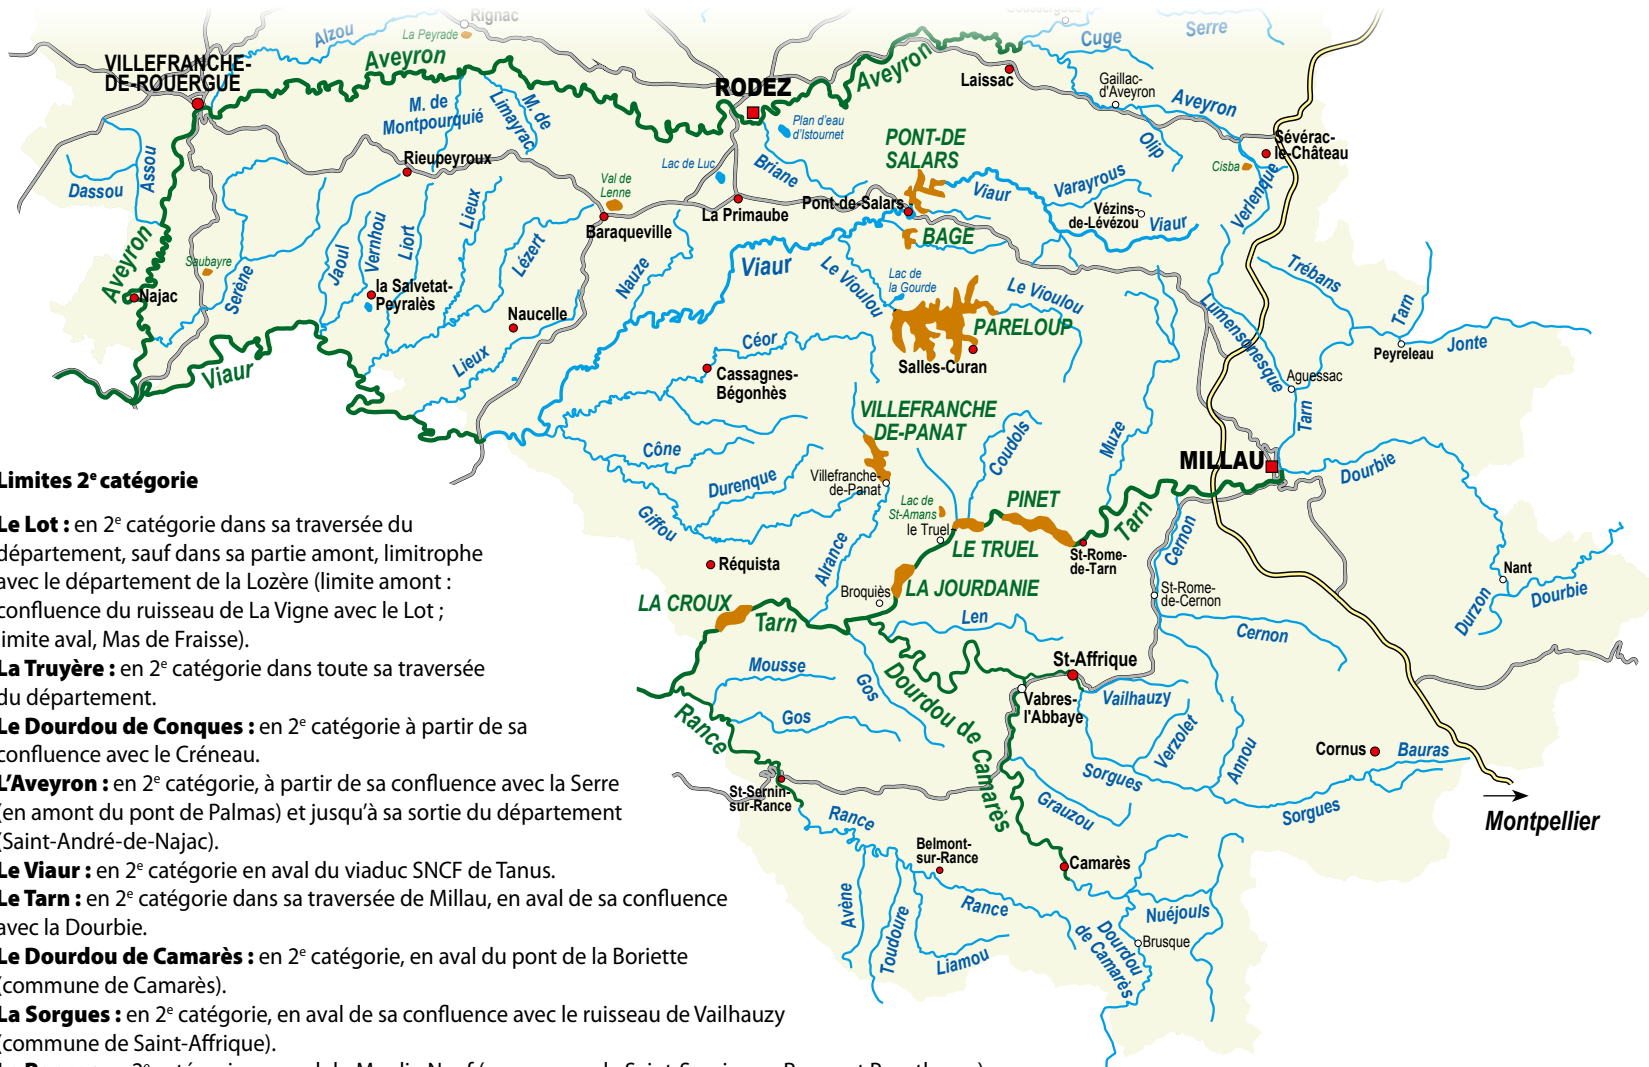 Rignac
La Peyrade
Alzou
Aveyron
VILLEFRANCHE-
DE-ROUERGUE
RODEZ
Aveyron
Laissac
Cuge
Serre
Gaillac-
d'Aveyron
Aveyron
Olip
Sévérac-
le-Château
Cisba
Verlenque
M. de
Montpourquié
M. de
Limayrac
Plan d'eau
d'Istournet
PONT-DE
SALARS
Rieupeyroux
Lac de Luc
Briane
Val de
Lenne
Dassou
Assou
Viaur
Varayrous
Vézins-
de-Lévézou
Viaur
Pont-de-Salars
La Primaube
Baraqueville
BAGE
Aveyron
Najac
Saubayre
Serène
Jaoul
Vernhou
Liort
Lieux
Lézert
Nauze
Viaur
Le Vioulou
Lac de
la Gourde
Le Vioulou
PARELOUP
la Salvetat-
Peyralès
Naucelle
Trébans
Tarn
Lumensonesque
Peyreleau
Jonte
Céor
Salles-Curan
Lieux
Viaur
Cassagnes-
Bégonhès
Aguessac
Tarn
VILLEFRANCHE
DE-PANAT
Coudols
Muze
MILLAU
Dourbie
Cône
Durenque
Villefranche-
de-Panat
Giffou
Lac de
St-Amans
le Truel
PINET
Tarn
LE TRUEL
St-Rome-
de-Tarn
Cernon
Alrance
Réquista
Broquiès
LA JOURDANIE
St-Rome-
de-Cernon
Nant
Durzon
Dourbie
LA CROUX
Tarn
Len
Cernon
Mousse
Gos
Gos
St-Affrique
Dourdou de
Camarès
Vabres-
l'Abbaye
Vailhauzy
Verzolet
Annou
Rance
Cornus
Bauras
Sorgues
Grauzou
Sorgues
Montpellier
St-Sernin-
sur-Rance
Rance
Belmont-
sur-Rance
Camarès
Avène
Toudoure
Rance
Liamou
Dourdou
de Camarès
Nuéjouls
Brusque
Limites 2e catégorie
Le Lot : en 2e catégorie dans sa traversée du
département, sauf dans sa partie amont, limitrophe
avec le département de la Lozère (limite amont :
confluence du ruisseau de La Vigne avec le Lot ;
limite aval, Mas de Fraisse).
La Truyère : en 2e catégorie dans toute sa traversée
du département.
Le Dourdou de Conques : en 2e catégorie à partir de sa
confluence avec le Créneau.
L'Aveyron : en 2e catégorie, à partir de sa confluence avec la Serre
(en amont du pont de Palmas) et jusqu'à sa sortie du département
(Saint-André-de-Najac).
Le Viaur : en 2e catégorie en aval du viaduc SNCF de Tanus.
Le Tarn : en 2e catégorie dans sa traversée de Millau, en aval de sa confluence
avec la Dourbie.
Le Dourdou de Camarès : en 2e catégorie, en aval du pont de la Boriette
(commune de Camarès).
La Sorgues : en 2e catégorie, en aval de sa confluence avec le ruisseau de Vailhauzy
(commune de Saint-Affrique).